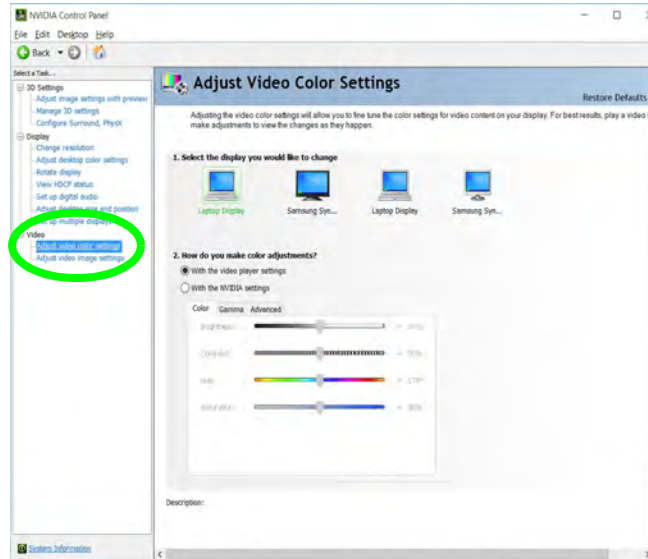 NVIDIA Control Panel
File Edit Desktop Help
Back
Select a Task...
3D Settings
Adjust image settings with preview
Manage 3D settings
Configure Surround, PhysX
Display
Change resolution
Adjust desktop color settings
Rotate display
View HDCP status
Set up digital audio
Adjust desktop size and position
Set up multiple displays
Video
Adjust video color settings
Adjust video image settings
System Information
Adjust Video Color Settings
Restore Defaults
Adjusting the video color settings will allow you to fine tune the color settings for video content on your display. For best results, play a video
make adjustments to view the changes as they happen.
1. Select the display you would like to change
Laptop Display
Samsung Syn...
Laptop Display
Samsung Syn...
2. How do you make color adjustments?
With the video player settings
With the NVIDIA settings
Color Gamma Advanced
Brightness:
Contrast:
Hue:
Saturation:
Description: